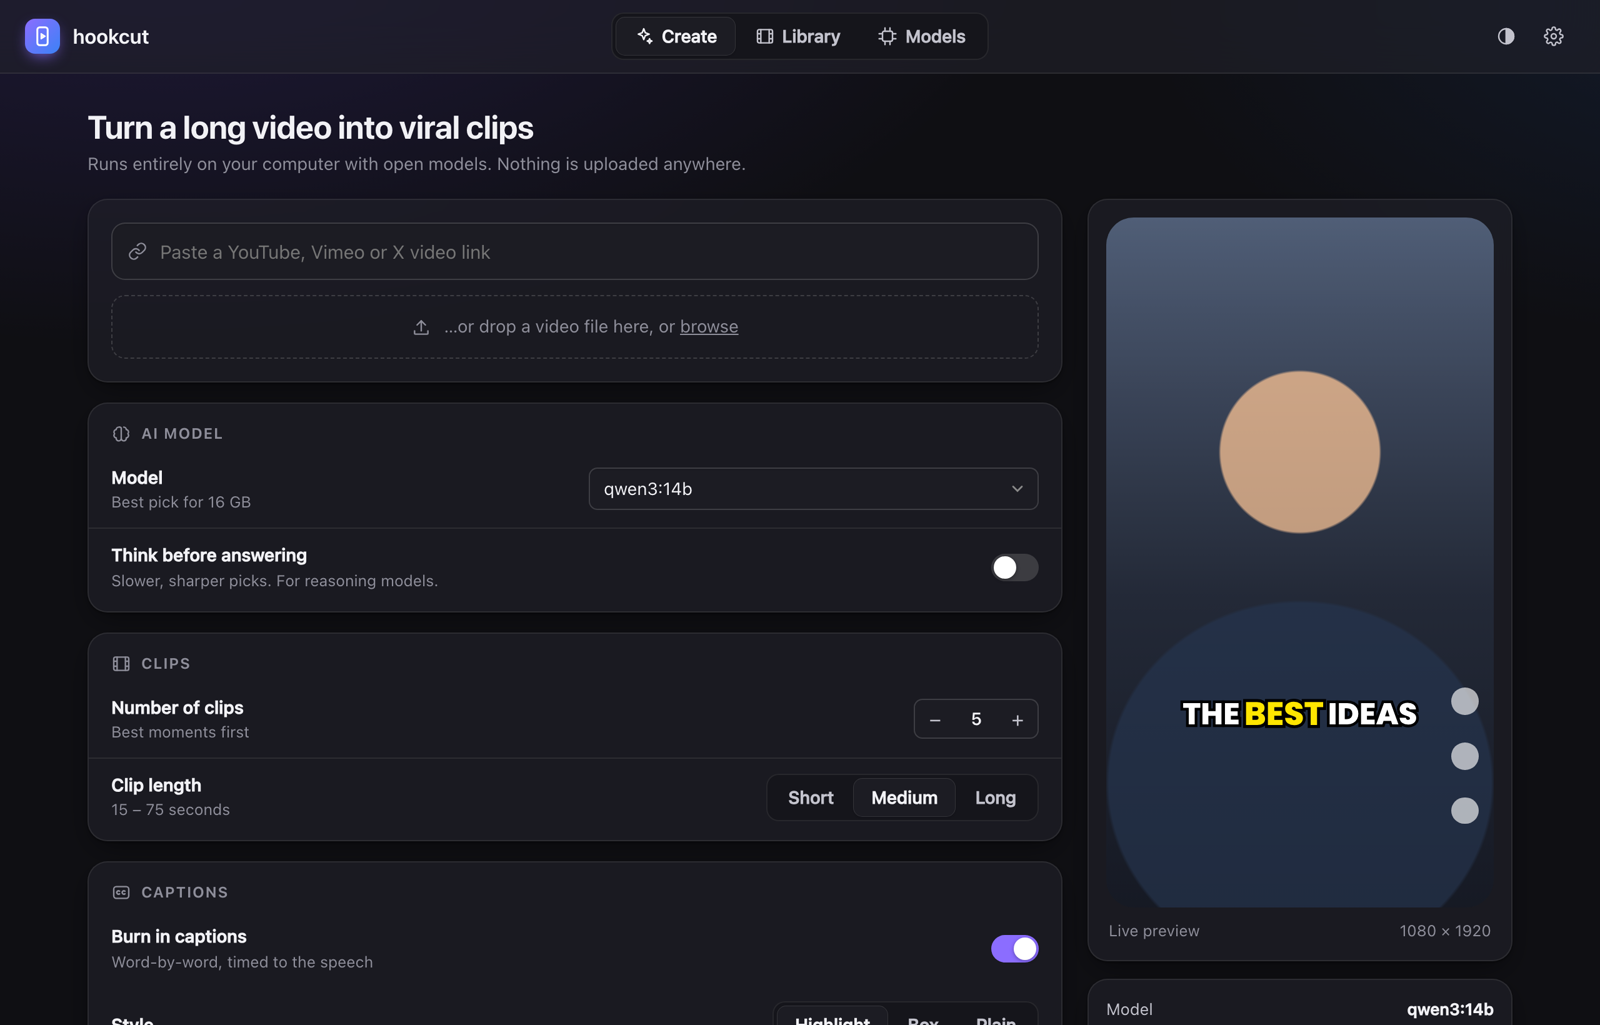 hookcut
Create
Library
Models
Turn a long video into viral clips
Runs entirely on your computer with open models. Nothing is uploaded anywhere.
Paste a YouTube, Vimeo or X video link
...or drop a video file here, or browse
AI MODEL
Model
Best pick for 16 GB
qwen3:14b
Think before answering
Slower, sharper picks. For reasoning models.
CLIPS
Number of clips
Best moments first
− 5 +
Clip length
15 – 75 seconds
Short Medium Long
CAPTIONS
Burn in captions
Word-by-word, timed to the speech
Style
Highlight Box Plain
THE BEST IDEAS
Live preview 1080 × 1920
Model qwen3:14b